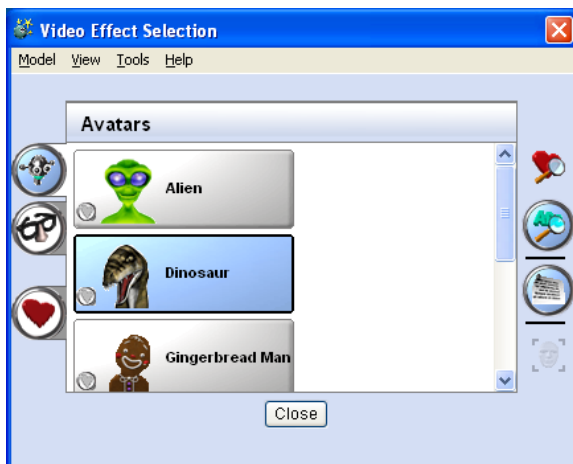 Video Effect Selection
Model View Tools Help
Avatars
Alien
Dinosaur
Gingerbread Man
Close